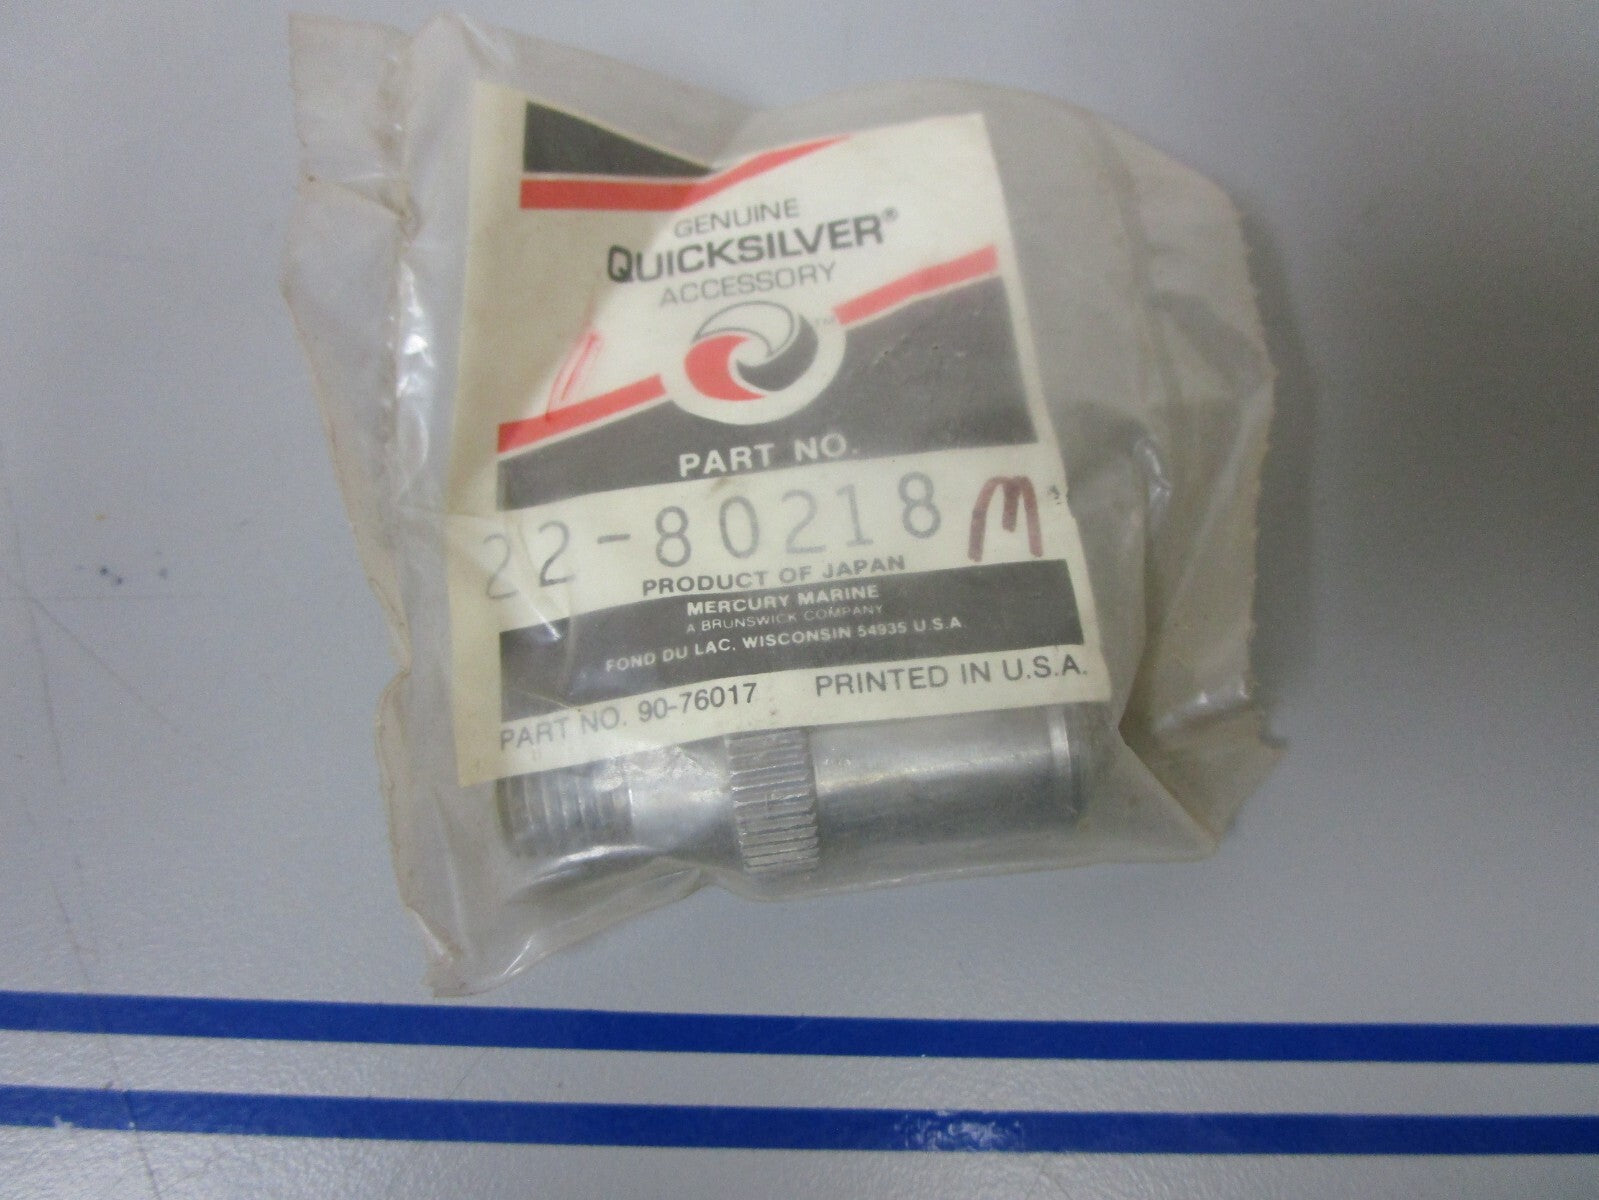 GENUINE
QUICKSILVER®
ACCESSORY
™
PART NO.
22-80218 M
PRODUCT OF JAPAN
MERCURY MARINE
A BRUNSWICK COMPANY
FOND DU LAC, WISCONSIN 54935 U.S.A
PART NO. 90-76017 PRINTED IN U.S.A.